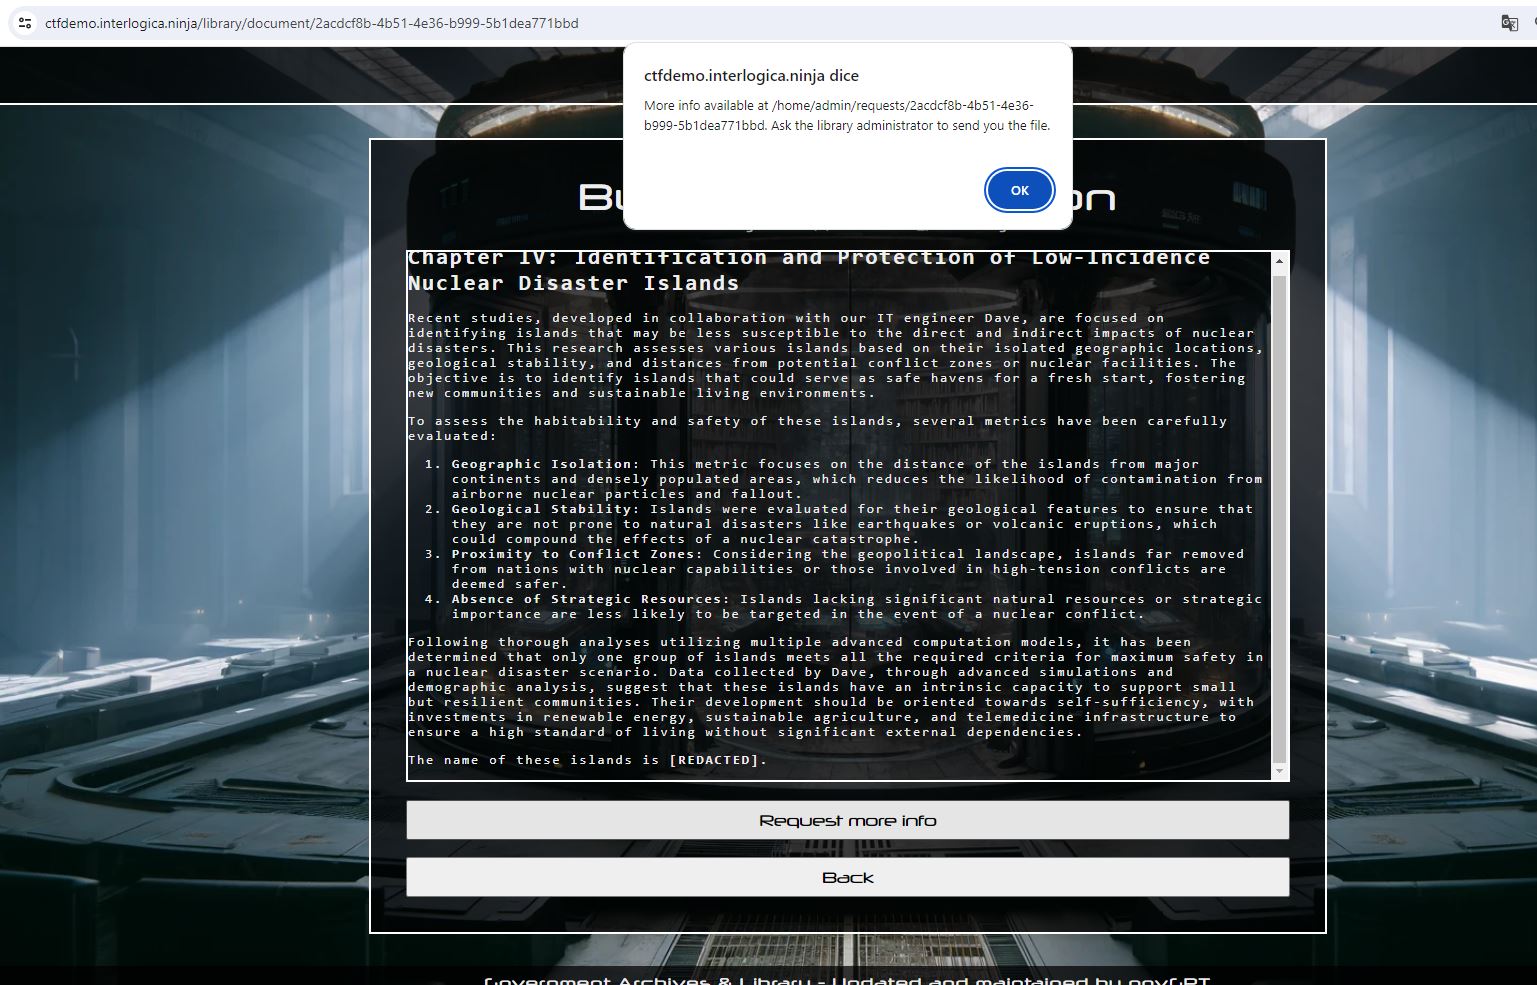 ctfdemo.interlogica.ninja/library/document/2acdcf8b-4b51-4e36-b999-5b1dea771bbd
ctfdemo.interlogica.ninja dice
More info available at /home/admin/requests/2acdcf8b-4b51-4e36-
b999-5b1dea771bbd. Ask the library administrator to send you the file.
OK
Chapter IV: Identification and Protection of Low-Incidence
Nuclear Disaster Islands
Recent studies, developed in collaboration with our IT engineer Dave, are focused on
identifying islands that may be less susceptible to the direct and indirect impacts of nuclear
disasters. This research assesses various islands based on their isolated geographic locations,
geological stability, and distances from potential conflict zones or nuclear facilities. The
objective is to identify islands that could serve as safe havens for a fresh start, fostering
new communities and sustainable living environments.
To assess the habitability and safety of these islands, several metrics have been carefully
evaluated:
1. Geographic Isolation: This metric focuses on the distance of the islands from major
continents and densely populated areas, which reduces the likelihood of contamination from
airborne nuclear particles and fallout.
2. Geological Stability: Islands were evaluated for their geological features to ensure that
they are not prone to natural disasters like earthquakes or volcanic eruptions, which
could compound the effects of a nuclear catastrophe.
3. Proximity to Conflict Zones: Considering the geopolitical landscape, islands far removed
from nations with nuclear capabilities or those involved in high-tension conflicts are
deemed safer.
4. Absence of Strategic Resources: Islands lacking significant natural resources or strategic
importance are less likely to be targeted in the event of a nuclear conflict.
Following thorough analyses utilizing multiple advanced computation models, it has been
determined that only one group of islands meets all the required criteria for maximum safety in
a nuclear disaster scenario. Data collected by Dave, through advanced simulations and
demographic analysis, suggest that these islands have an intrinsic capacity to support small
but resilient communities. Their development should be oriented towards self-sufficiency, with
investments in renewable energy, sustainable agriculture, and telemedicine infrastructure to
ensure a high standard of living without significant external dependencies.
The name of these islands is [REDACTED].
Request more info
Back
Government Archives & Library - Updated and maintained by govGPT